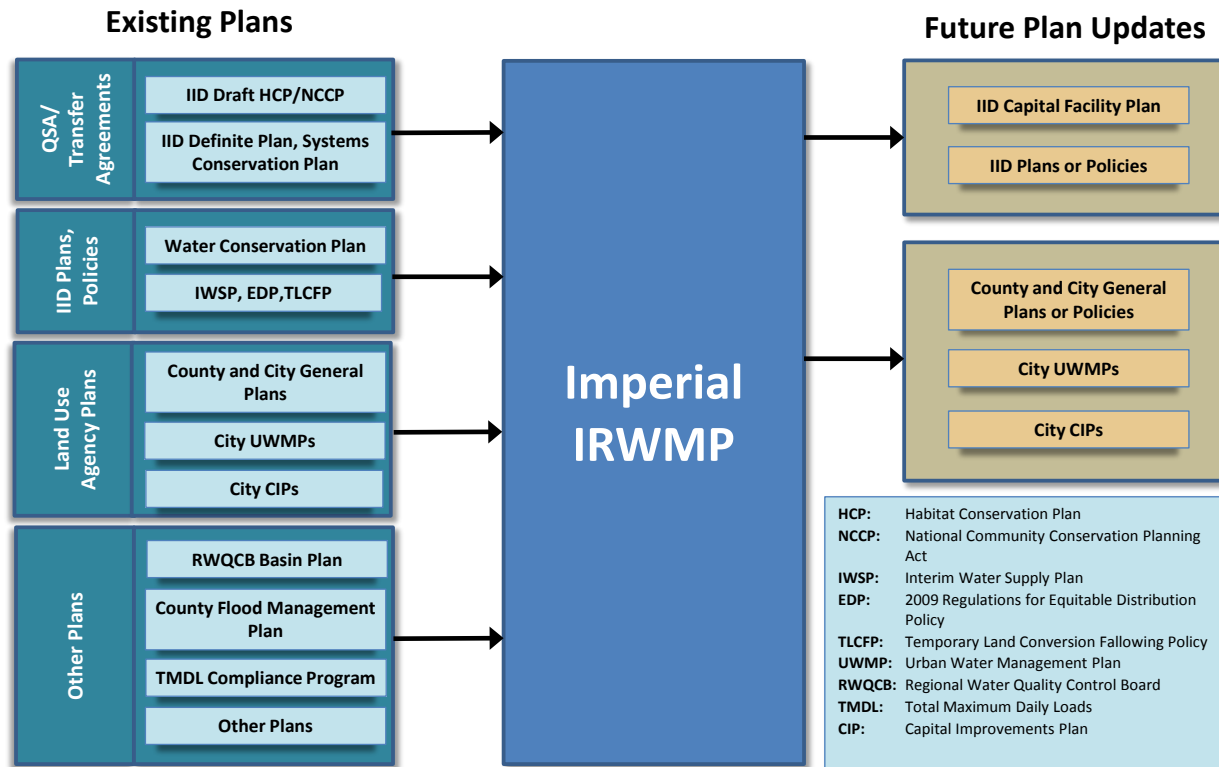 Existing Plans
Future Plan Updates
QSA/
Transfer
Agreements
IID Draft HCP/NCCP
IID Definite Plan, Systems
Conservation Plan
IID Plans,
Policies
Water Conservation Plan
IWSP, EDP,TLCFP
Land Use
Agency Plans
County and City General
Plans
City UWMPs
City CIPs
Other Plans
RWQCB Basin Plan
County Flood Management
Plan
TMDL Compliance Program
Other Plans
Imperial
IRWMP
IID Capital Facility Plan
IID Plans or Policies
County and City General
Plans or Policies
City UWMPs
City CIPs
HCP: Habitat Conservation Plan
NCCP: National Community Conservation Planning
Act
IWSP: Interim Water Supply Plan
EDP: 2009 Regulations for Equitable Distribution
Policy
TLCFP: Temporary Land Conversion Fallowing Policy
UWMP: Urban Water Management Plan
RWQCB: Regional Water Quality Control Board
TMDL: Total Maximum Daily Loads
CIP: Capital Improvements Plan